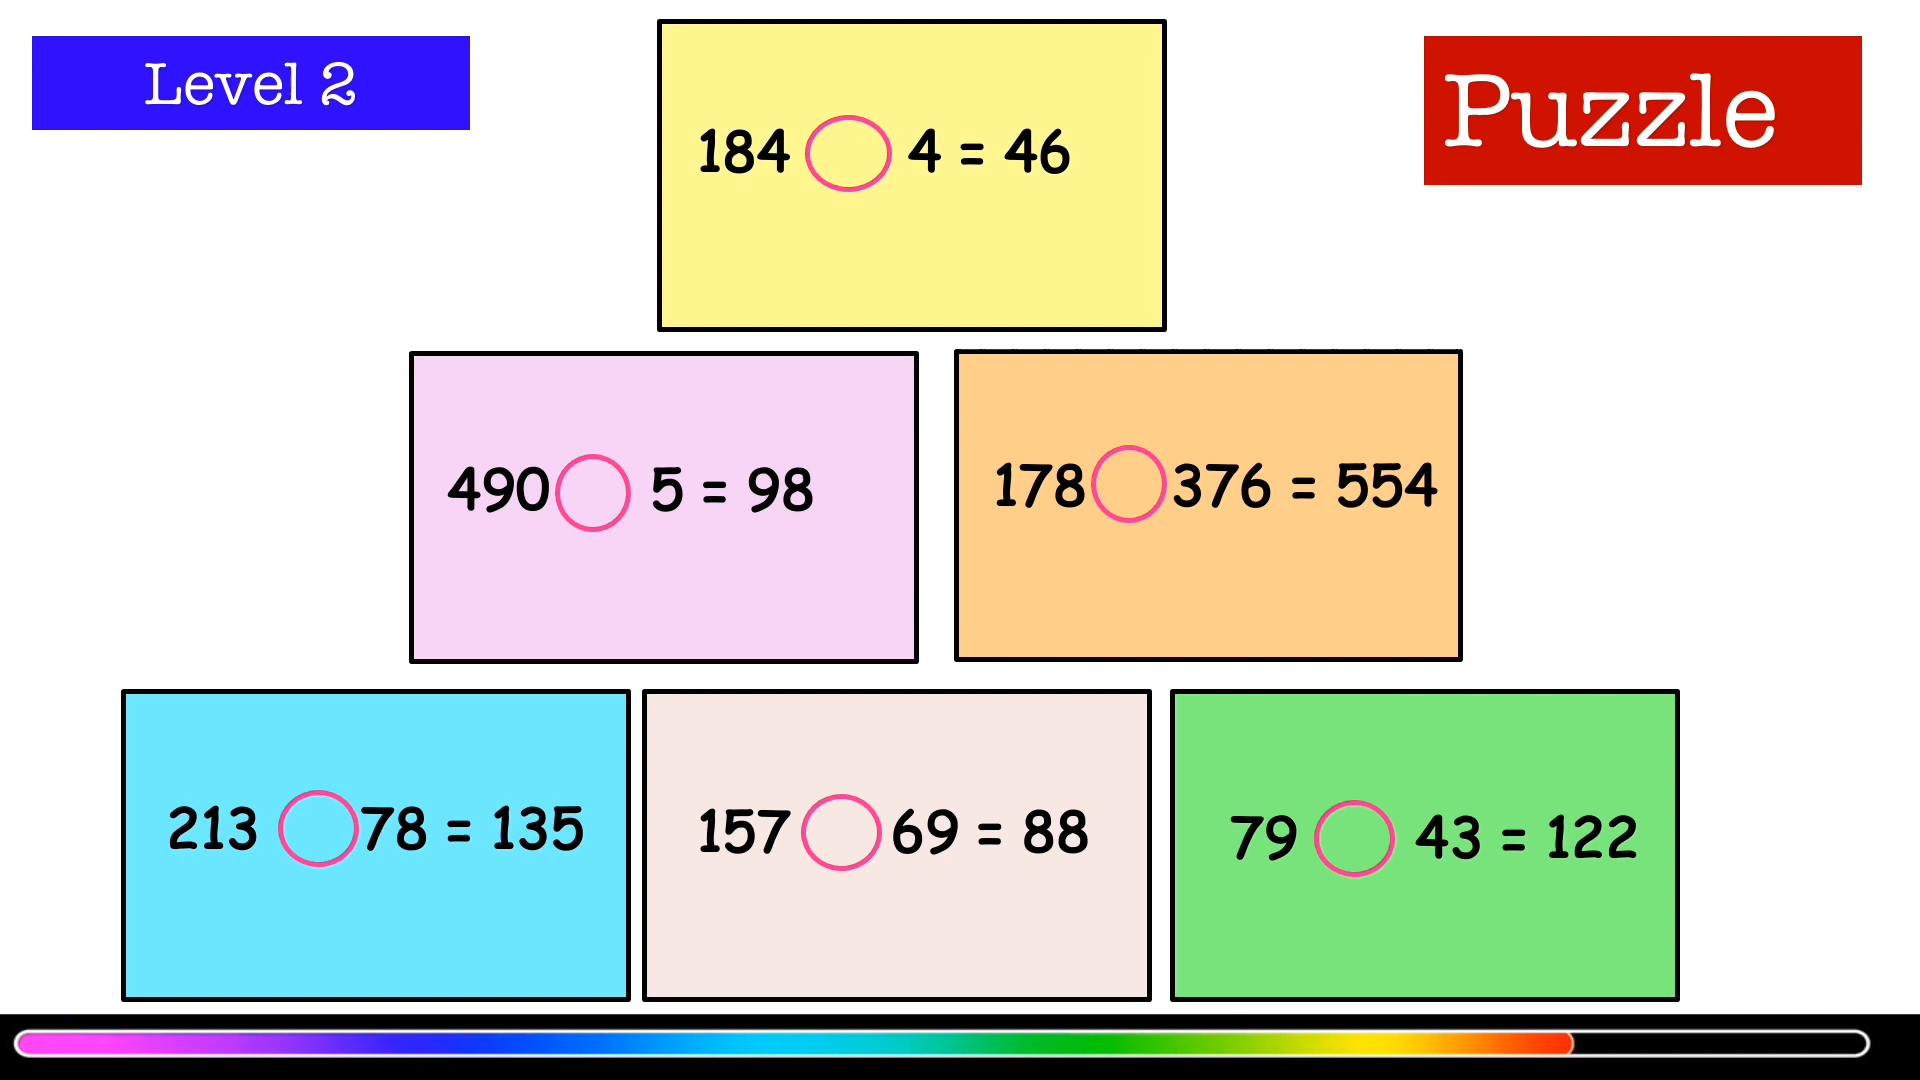 Level 2
Puzzle
184 4 = 46
490 5 = 98
178 376 = 554
213 78 = 135
157 69 = 88
79 43 = 122